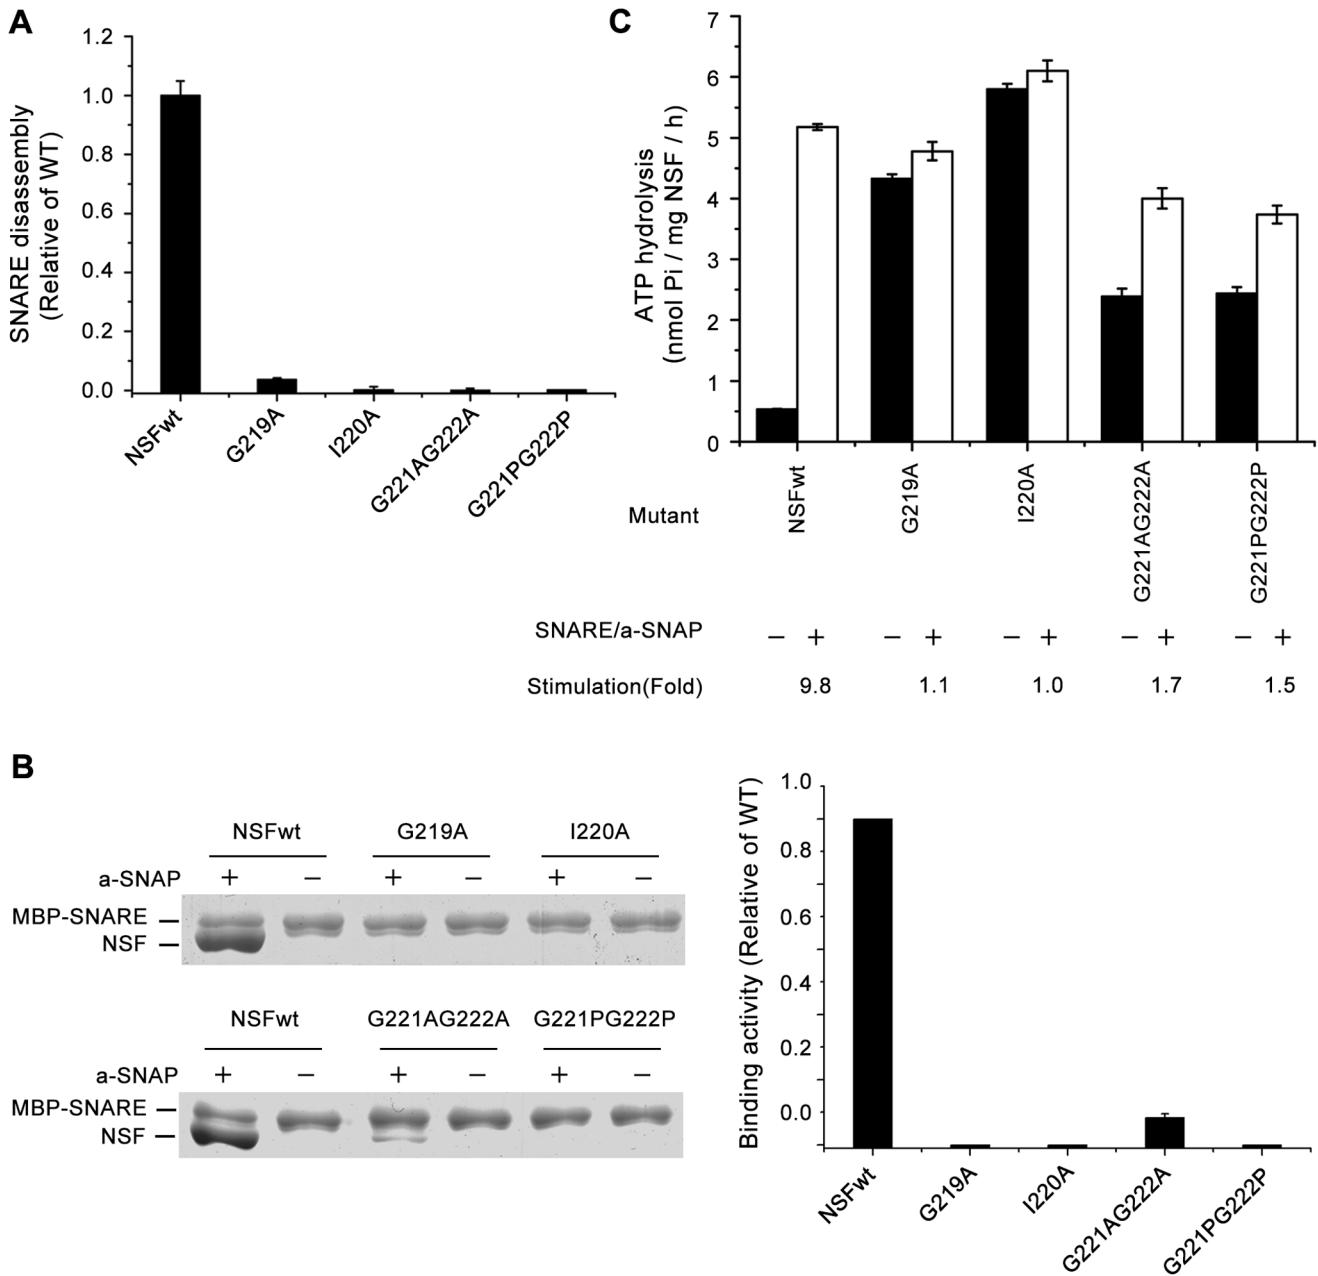 A
SNARE disassembly
(Relative of WT)
1.2
1.0
0.8
0.6
0.4
0.2
0.0
NSFwt
G219A
I220A
G221AG222A
G221PG222P
C
ATP hydrolysis
(nmol Pi / mg NSF / h)
7
6
5
4
3
2
1
0
Mutant
NSFwt
G219A
I220A
G221AG222A
G221PG222P
SNARE/a-SNAP − + − + − + − + − +
Stimulation(Fold) 9.8 1.1 1.0 1.7 1.5
B
NSFwt G219A I220A
a-SNAP + − + − + −
MBP-SNARE
NSF
NSFwt G221AG222A G221PG222P
a-SNAP + − + − + −
MBP-SNARE
NSF
Binding activity (Relative of WT)
1.0
0.8
0.6
0.4
0.2
0.0
NSFwt
G219A
I220A
G221AG222A
G221PG222P